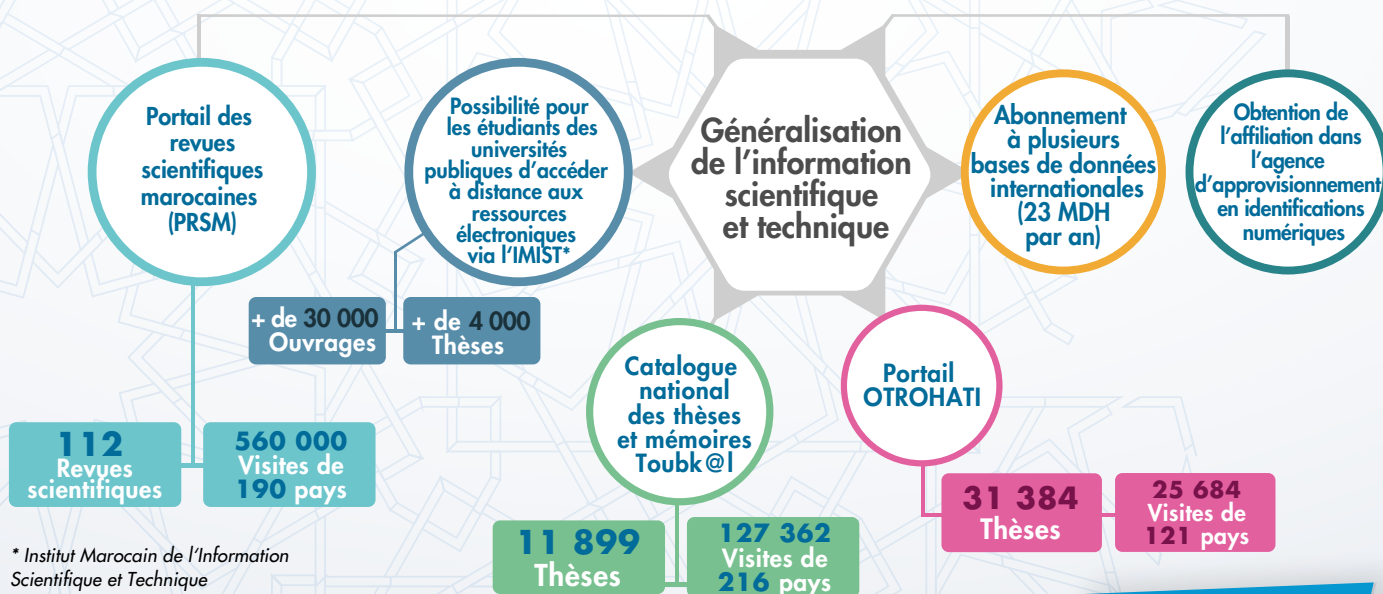 Généralisation
de l'information
scientifique
et technique
Portail des
revues
scientifiques
marocaines
(PRSM)
112
Revues
scientifiques
560 000
Visites de
190 pays
Possibilité pour
les étudiants des
universités
publiques d'accéder
à distance aux
ressources
électroniques
via l'IMIST*
+ de 30 000
Ouvrages
+ de 4 000
Thèses
Catalogue
national
des thèses
et mémoires
Toubk@l
11 899
Thèses
127 362
Visites de
216 pays
Portail
OTROHATI
31 384
Thèses
25 684
Visites de
121 pays
Abonnement
à plusieurs
bases de données
internationales
(23 MDH
par an)
Obtention de
l'affiliation dans
l'agence
d'approvisionnement
en identifications
numériques
* Institut Marocain de l'Information
Scientifique et Technique